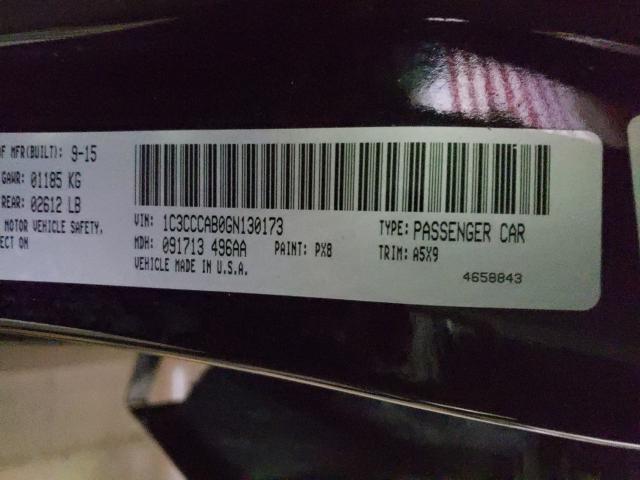 OF MFR(BUILT): 9-15
GAWR: 01185 KG
REAR: 02612 LB
MOTOR VEHICLE SAFETY,
ECT ON
VIN: 1C3CCCAB0GN130173 TYPE: PASSENGER CAR
MDH: 091713 496AA PAINT: PX8 TRIM: A5X9
VEHICLE MADE IN U.S.A.
4658843